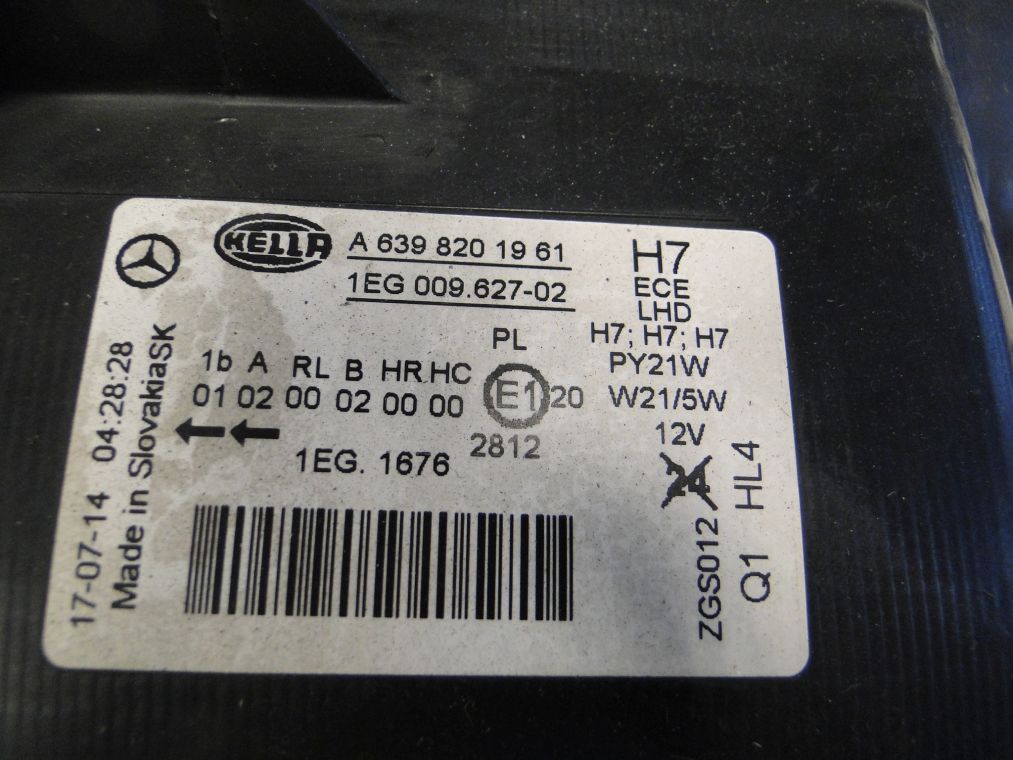 HELLA
A 639 820 1961
1EG 009.627-02
H7
ECE
LHD
H7; H7; H7
PY21W
W21/5W
12V
24
PL
1b A RL B HR.HC
01 02 00 02 00 00
E1 20
2812
1EG. 1676
17-07-14 04:28:28
Made in SlovakiaSK
ZGS012
Q1 HL4